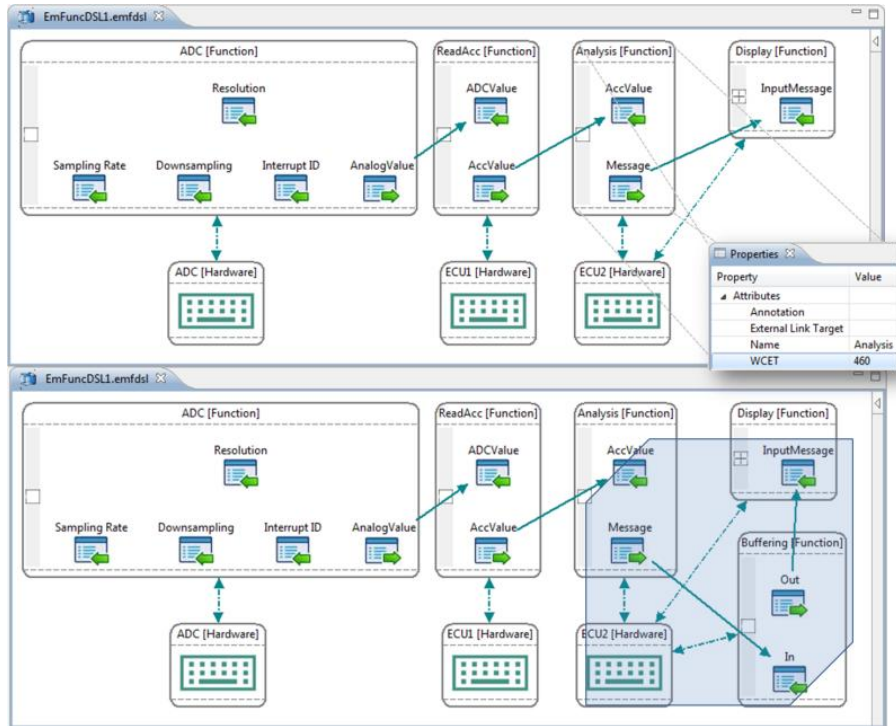 EmFuncDSL1.emfdsl
ADC [Function]
ReadAcc [Function]
Analysis [Function]
Display [Function]
Resolution
ADCValue
AccValue
InputMessage
Sampling Rate
Downsampling
Interrupt ID
AnalogValue
AccValue
Message
ADC [Hardware]
ECU1 [Hardware]
ECU2 [Hardware]
Properties
Property Value
Attributes
Annotation
External Link Target
Name Analysis
WCET 460
EmFuncDSL1.emfdsl
ADC [Function]
ReadAcc [Function]
Analysis [Function]
Display [Function]
Resolution
ADCValue
AccValue
InputMessage
Sampling Rate
Downsampling
Interrupt ID
AnalogValue
AccValue
Message
Buffering [Function]
Out
In
ADC [Hardware]
ECU1 [Hardware]
ECU2 [Hardware]